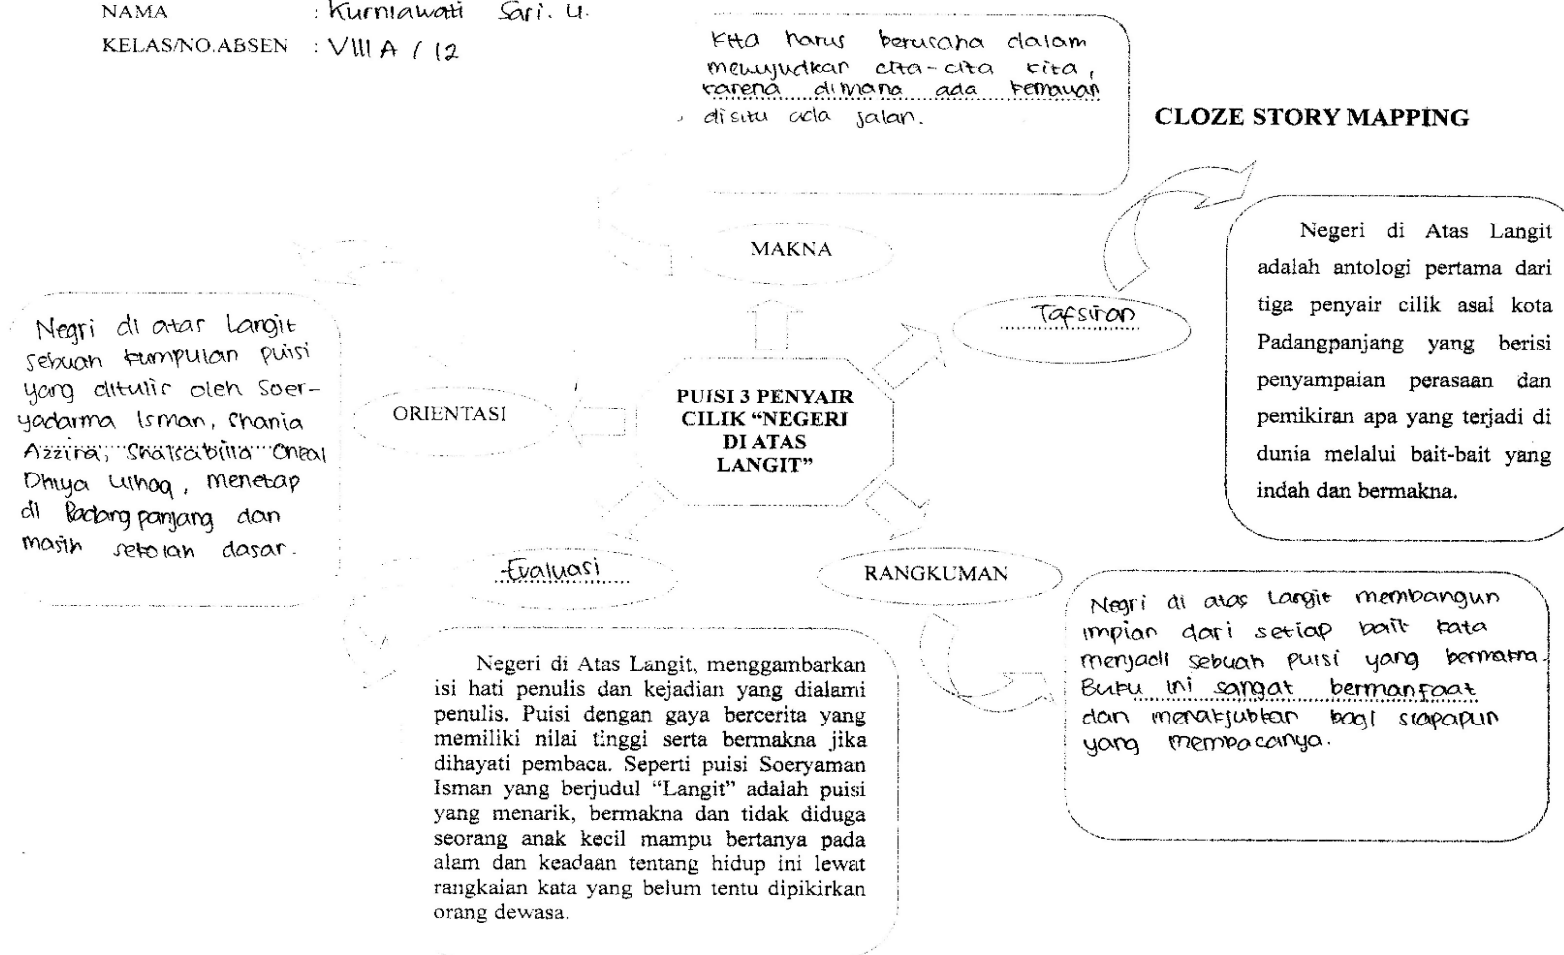 NAMA : Kurniawati Sari. U.
KELAS/NO.ABSEN : VIII A / 12
Kita harus berusaha dalam
mewujudkan cita-cita kita,
karena dimana ada kemauan
disitu ada jalan.
CLOZE STORY MAPPING
MAKNA
Tafsiran
Negeri di Atas Langit
adalah antologi pertama dari
tiga penyair cilik asal kota
Padangpanjang yang berisi
penyampaian perasaan dan
pemikiran apa yang terjadi di
dunia melalui bait-bait yang
indah dan bermakna.
Negri di atas Langit
sebuah kumpulan puisi
yang ditulis oleh Soer-
yadarma Isman, Shania
Azzira, Shalsabilla Oneal
Dhiya Ulhaq, menetap
di Padang panjang dan
masih sekolah dasar.
ORIENTASI
PUISI 3 PENYAIR
CILIK “NEGERI
DI ATAS
LANGIT”
Evaluasi
RANGKUMAN
Negeri di Atas Langit, menggambarkan
isi hati penulis dan kejadian yang dialami
penulis. Puisi dengan gaya bercerita yang
memiliki nilai tinggi serta bermakna jika
dihayati pembaca. Seperti puisi Soeryaman
Isman yang berjudul “Langit” adalah puisi
yang menarik, bermakna dan tidak diduga
seorang anak kecil mampu bertanya pada
alam dan keadaan tentang hidup ini lewat
rangkaian kata yang belum tentu dipikirkan
orang dewasa.
Negri di atas Langit membangun
impian dari setiap bait kata
menjadi sebuah puisi yang bermakna.
Buku ini sangat bermanfaat
dan menakjubkan bagi siapapun
yang membacanya.